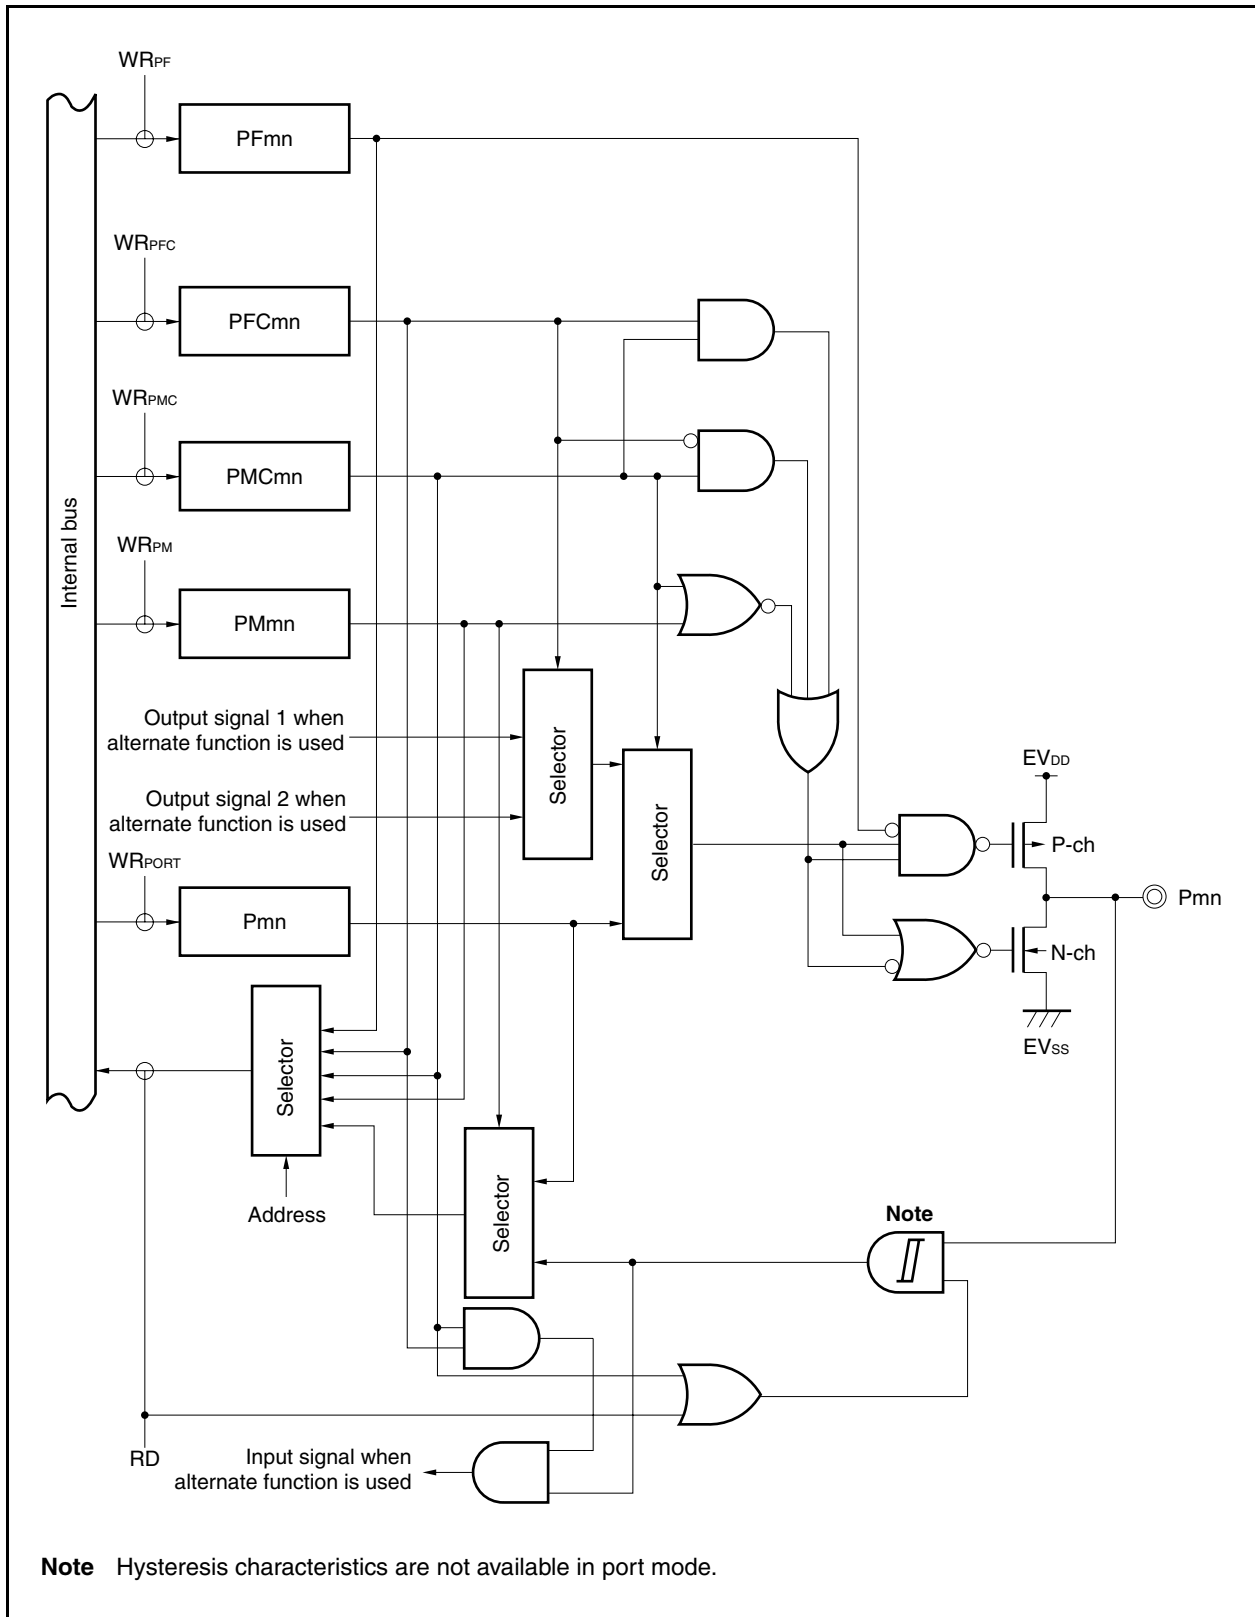 WRPF
PFmn
WRPFC
PFCmn
WRPMC
PMCmn
Internal bus
WRPM
PMmn
Output signal 1 when
alternate function is used
Selector
Output signal 2 when
alternate function is used
Selector
EVDD
P-ch
WRPORT
Pmn
Pmn
N-ch
EVSS
Selector
Address
Selector
Note
RD
Input signal when
alternate function is used
Note Hysteresis characteristics are not available in port mode.